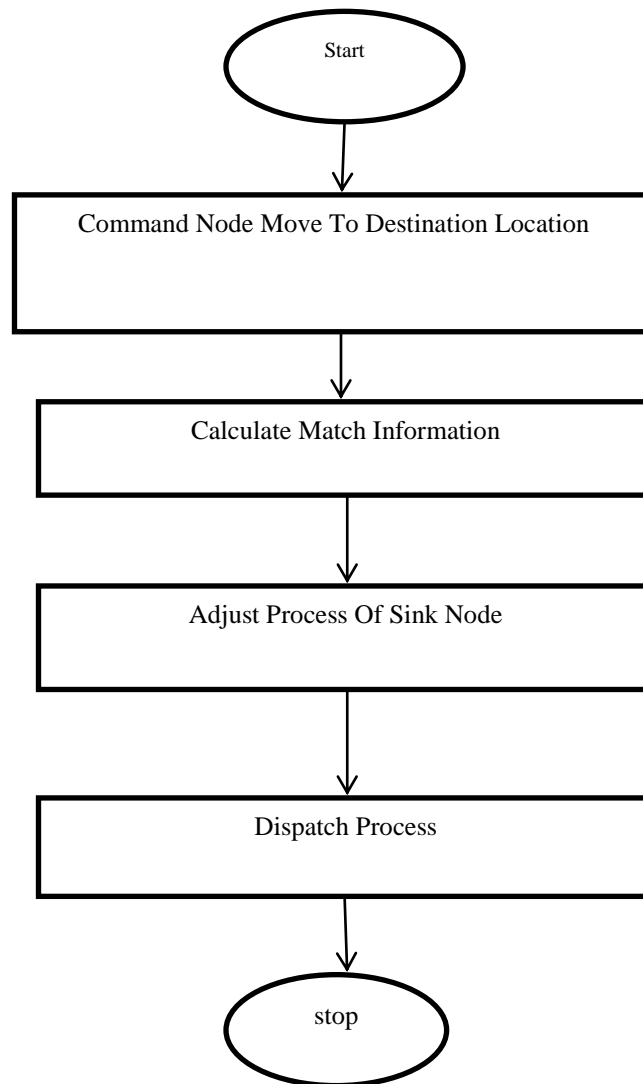 Start
Command Node Move To Destination Location
Calculate Match Information
Adjust Process Of Sink Node
Dispatch Process
stop